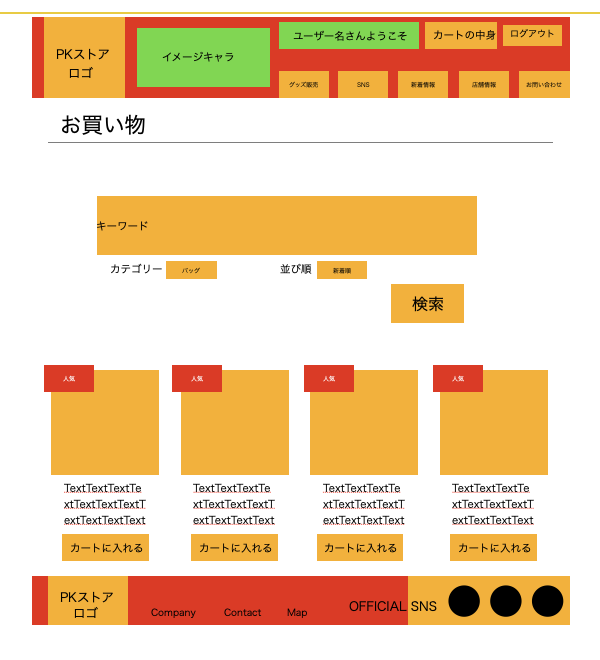 PKストア
ロゴ
イメージキャラ
ユーザー名さんようこそ
カートの中身
ログアウト
グッズ販売
SNS
新着情報
店舗情報
お問い合わせ
お買い物
キーワード
カテゴリー
バッグ
並び順
新着順
検索
人気
人気
人気
人気
TextTextTextTe
xtTextTextTextT
extTextTextText
TextTextTextTe
xtTextTextTextT
extTextTextText
TextTextTextTe
xtTextTextTextT
extTextTextText
TextTextTextTe
xtTextTextTextT
extTextTextText
カートに入れる
カートに入れる
カートに入れる
カートに入れる
PKストア
ロゴ
Company
Contact
Map
OFFICIAL SNS